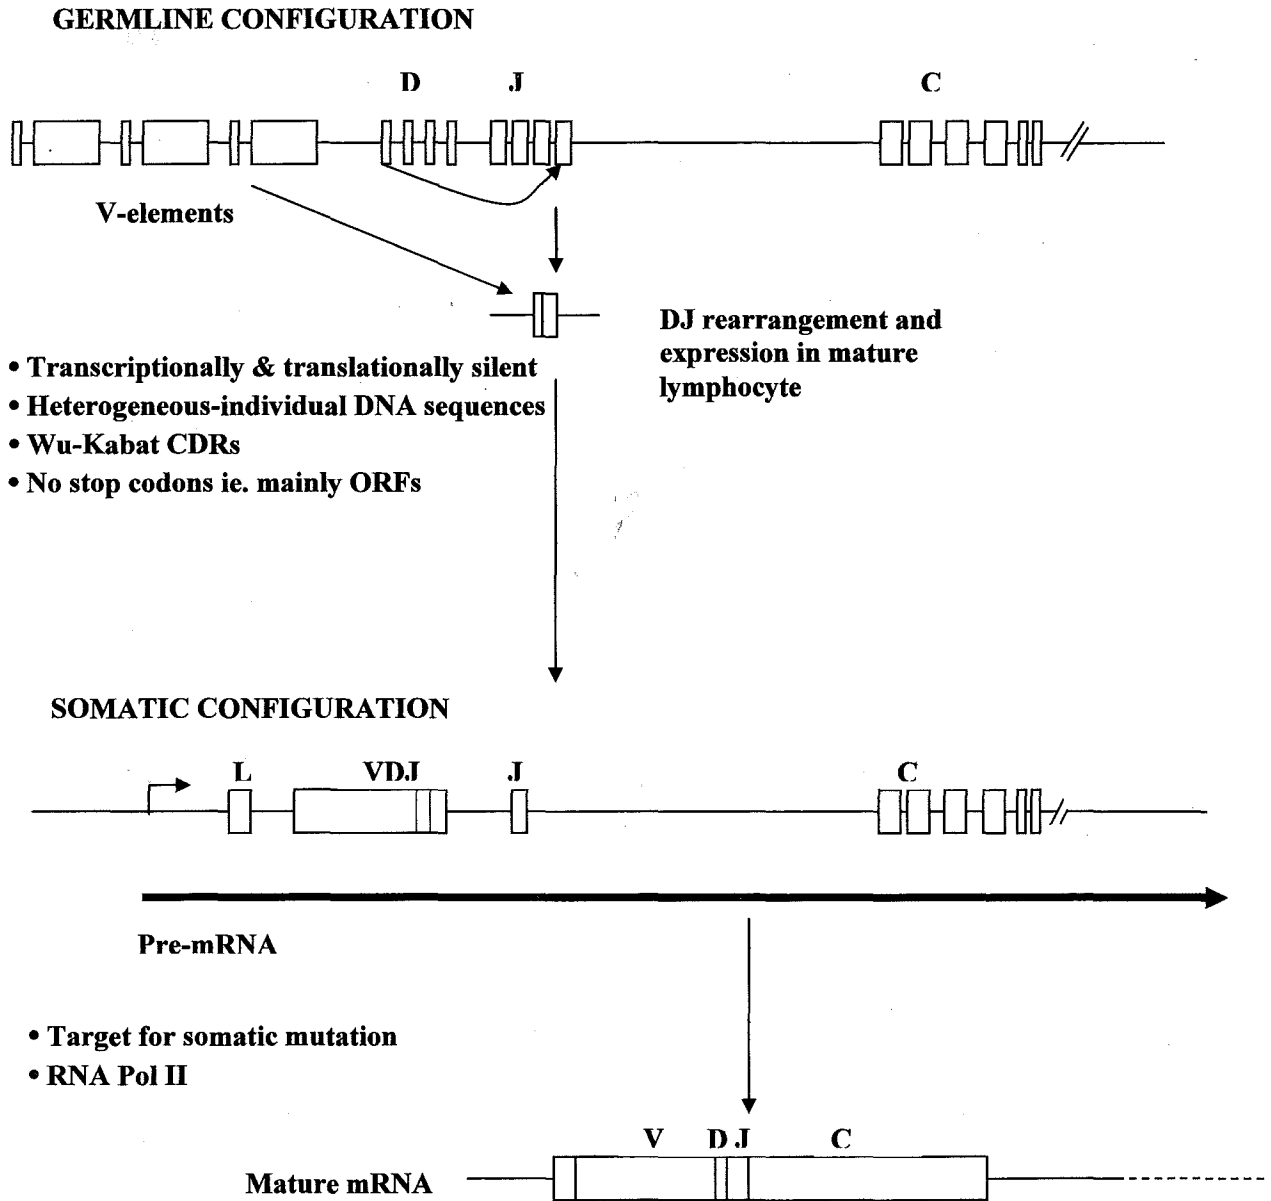 GERMLINE CONFIGURATION
D J C
V-elements
DJ rearrangement and
expression in mature
lymphocyte
• Transcriptionally & translationally silent
• Heterogeneous-individual DNA sequences
• Wu-Kabat CDRs
• No stop codons ie. mainly ORFs
SOMATIC CONFIGURATION
L VDJ J C
Pre-mRNA
• Target for somatic mutation
• RNA Pol II
V D J C
Mature mRNA